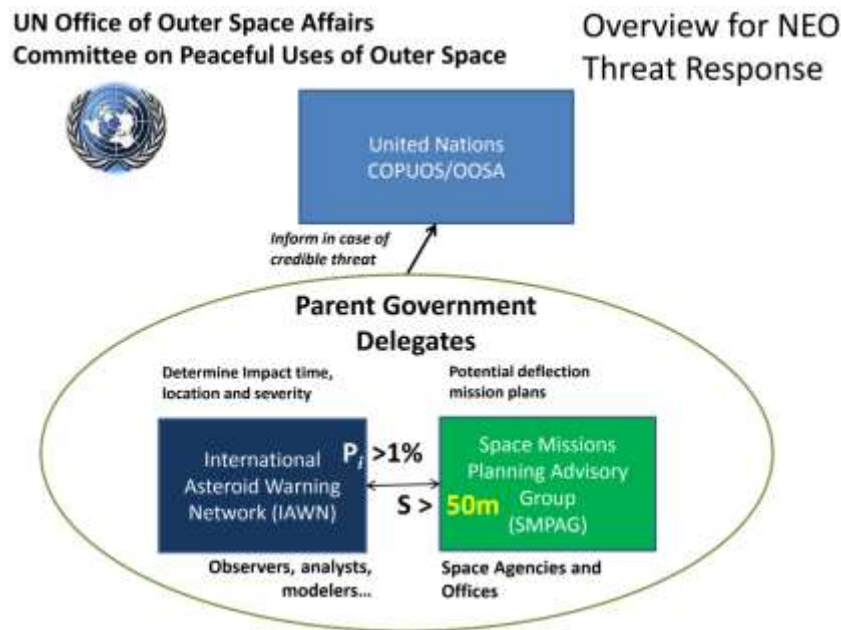 UN Office of Outer Space Affairs
Committee on Peaceful Uses of Outer Space
Overview for NEO
Threat Response
United Nations
COPUOS/OOSA
Inform in case of
credible threat
Parent Government
Delegates
Determine Impact time,
location and severity
Potential deflection
mission plans
International
Asteroid Warning
Network (IAWN)
Pᵢ >1%
S > 50m
Space Missions
Planning Advisory
Group
(SMPAG)
Observers, analysts,
modelers…
Space Agencies and
Offices